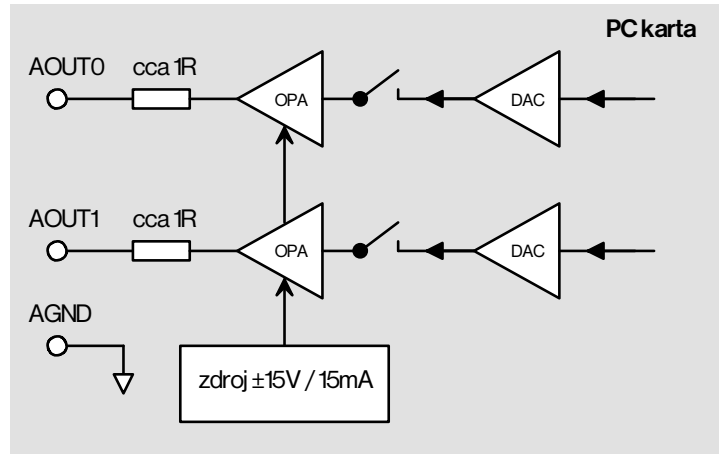 PC karta
AOUT0 cca 1R
OPA DAC
AOUT1 cca 1R
OPA DAC
AGND
zdroj ±15V / 15mA